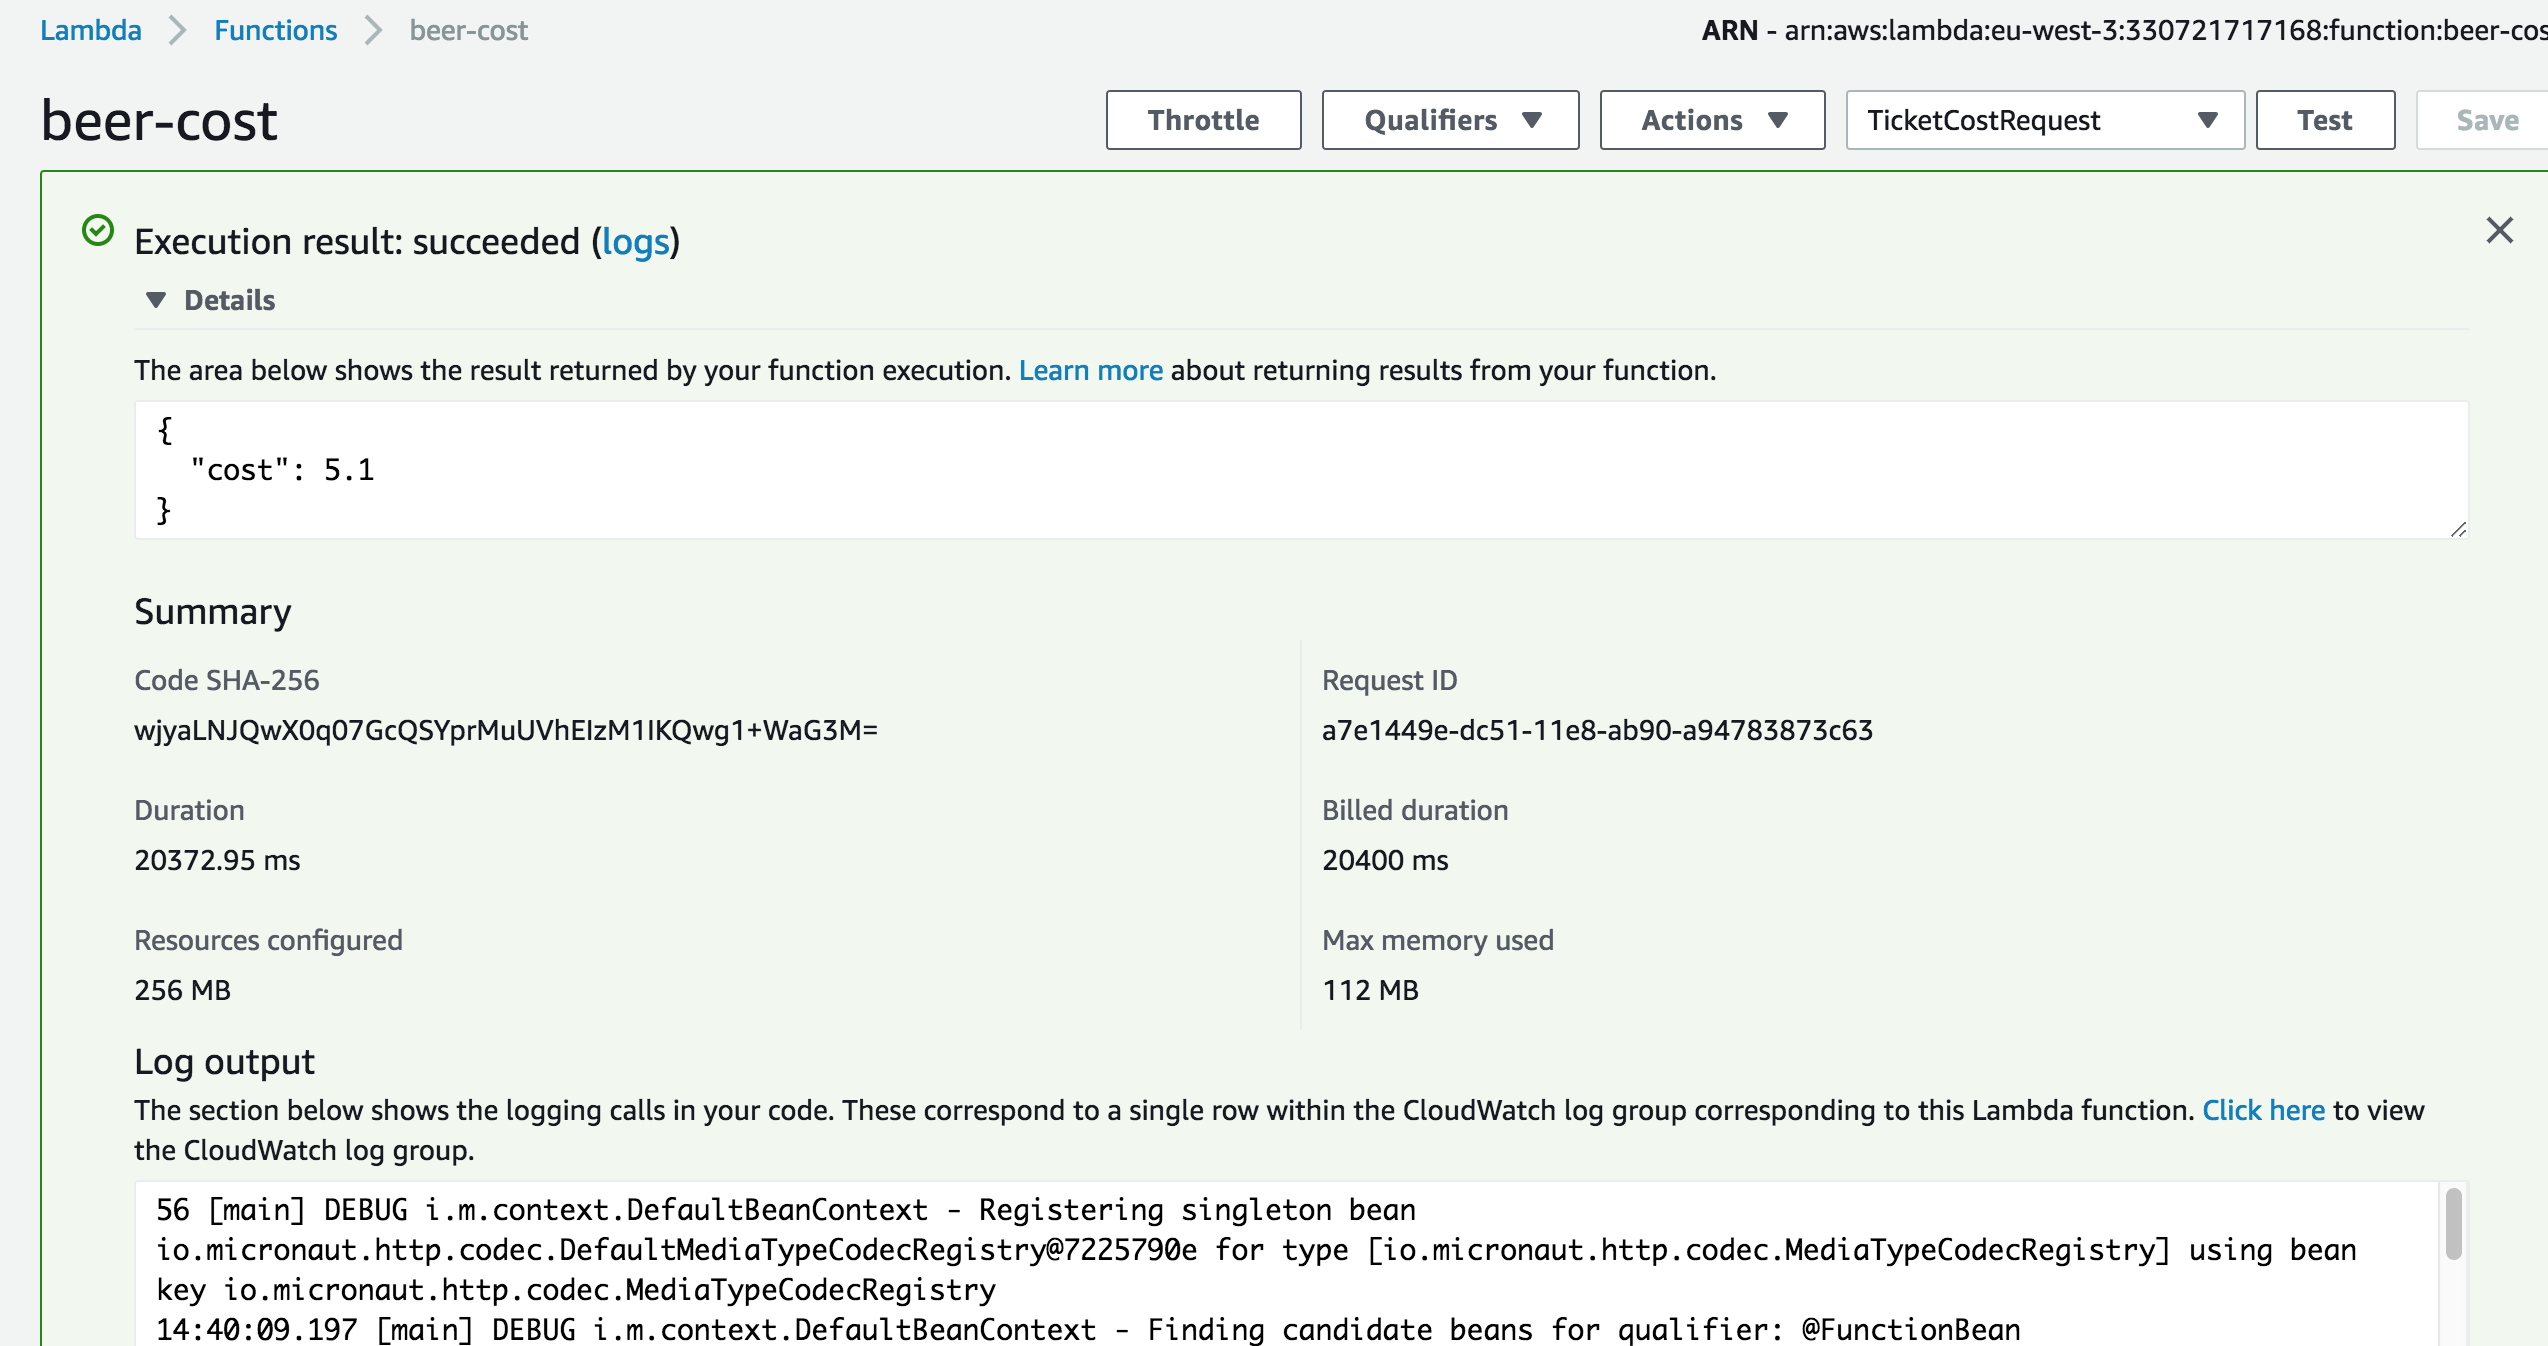 Lambda > Functions > beer-cost
ARN - arn:aws:lambda:eu-west-3:330721717168:function:beer-cos
beer-cost
Throttle
Qualifiers
Actions
TicketCostRequest
Test
Save
Execution result: succeeded (logs)
Details
The area below shows the result returned by your function execution. Learn more about returning results from your function.
{
"cost": 5.1
}
Summary
Code SHA-256
wjyaLNJQwX0q07GcQSYprMuUVhEIzM1IKQwg1+WaG3M=
Request ID
a7e1449e-dc51-11e8-ab90-a94783873c63
Duration
20372.95 ms
Billed duration
20400 ms
Resources configured
256 MB
Max memory used
112 MB
Log output
The section below shows the logging calls in your code. These correspond to a single row within the CloudWatch log group corresponding to this Lambda function. Click here to view
the CloudWatch log group.
56 [main] DEBUG i.m.context.DefaultBeanContext - Registering singleton bean
io.micronaut.http.codec.DefaultMediaTypeCodecRegistry@7225790e for type [io.micronaut.http.codec.MediaTypeCodecRegistry] using bean
key io.micronaut.http.codec.MediaTypeCodecRegistry
14:40:09.197 [main] DEBUG i.m.context.DefaultBeanContext - Finding candidate beans for qualifier: @FunctionBean